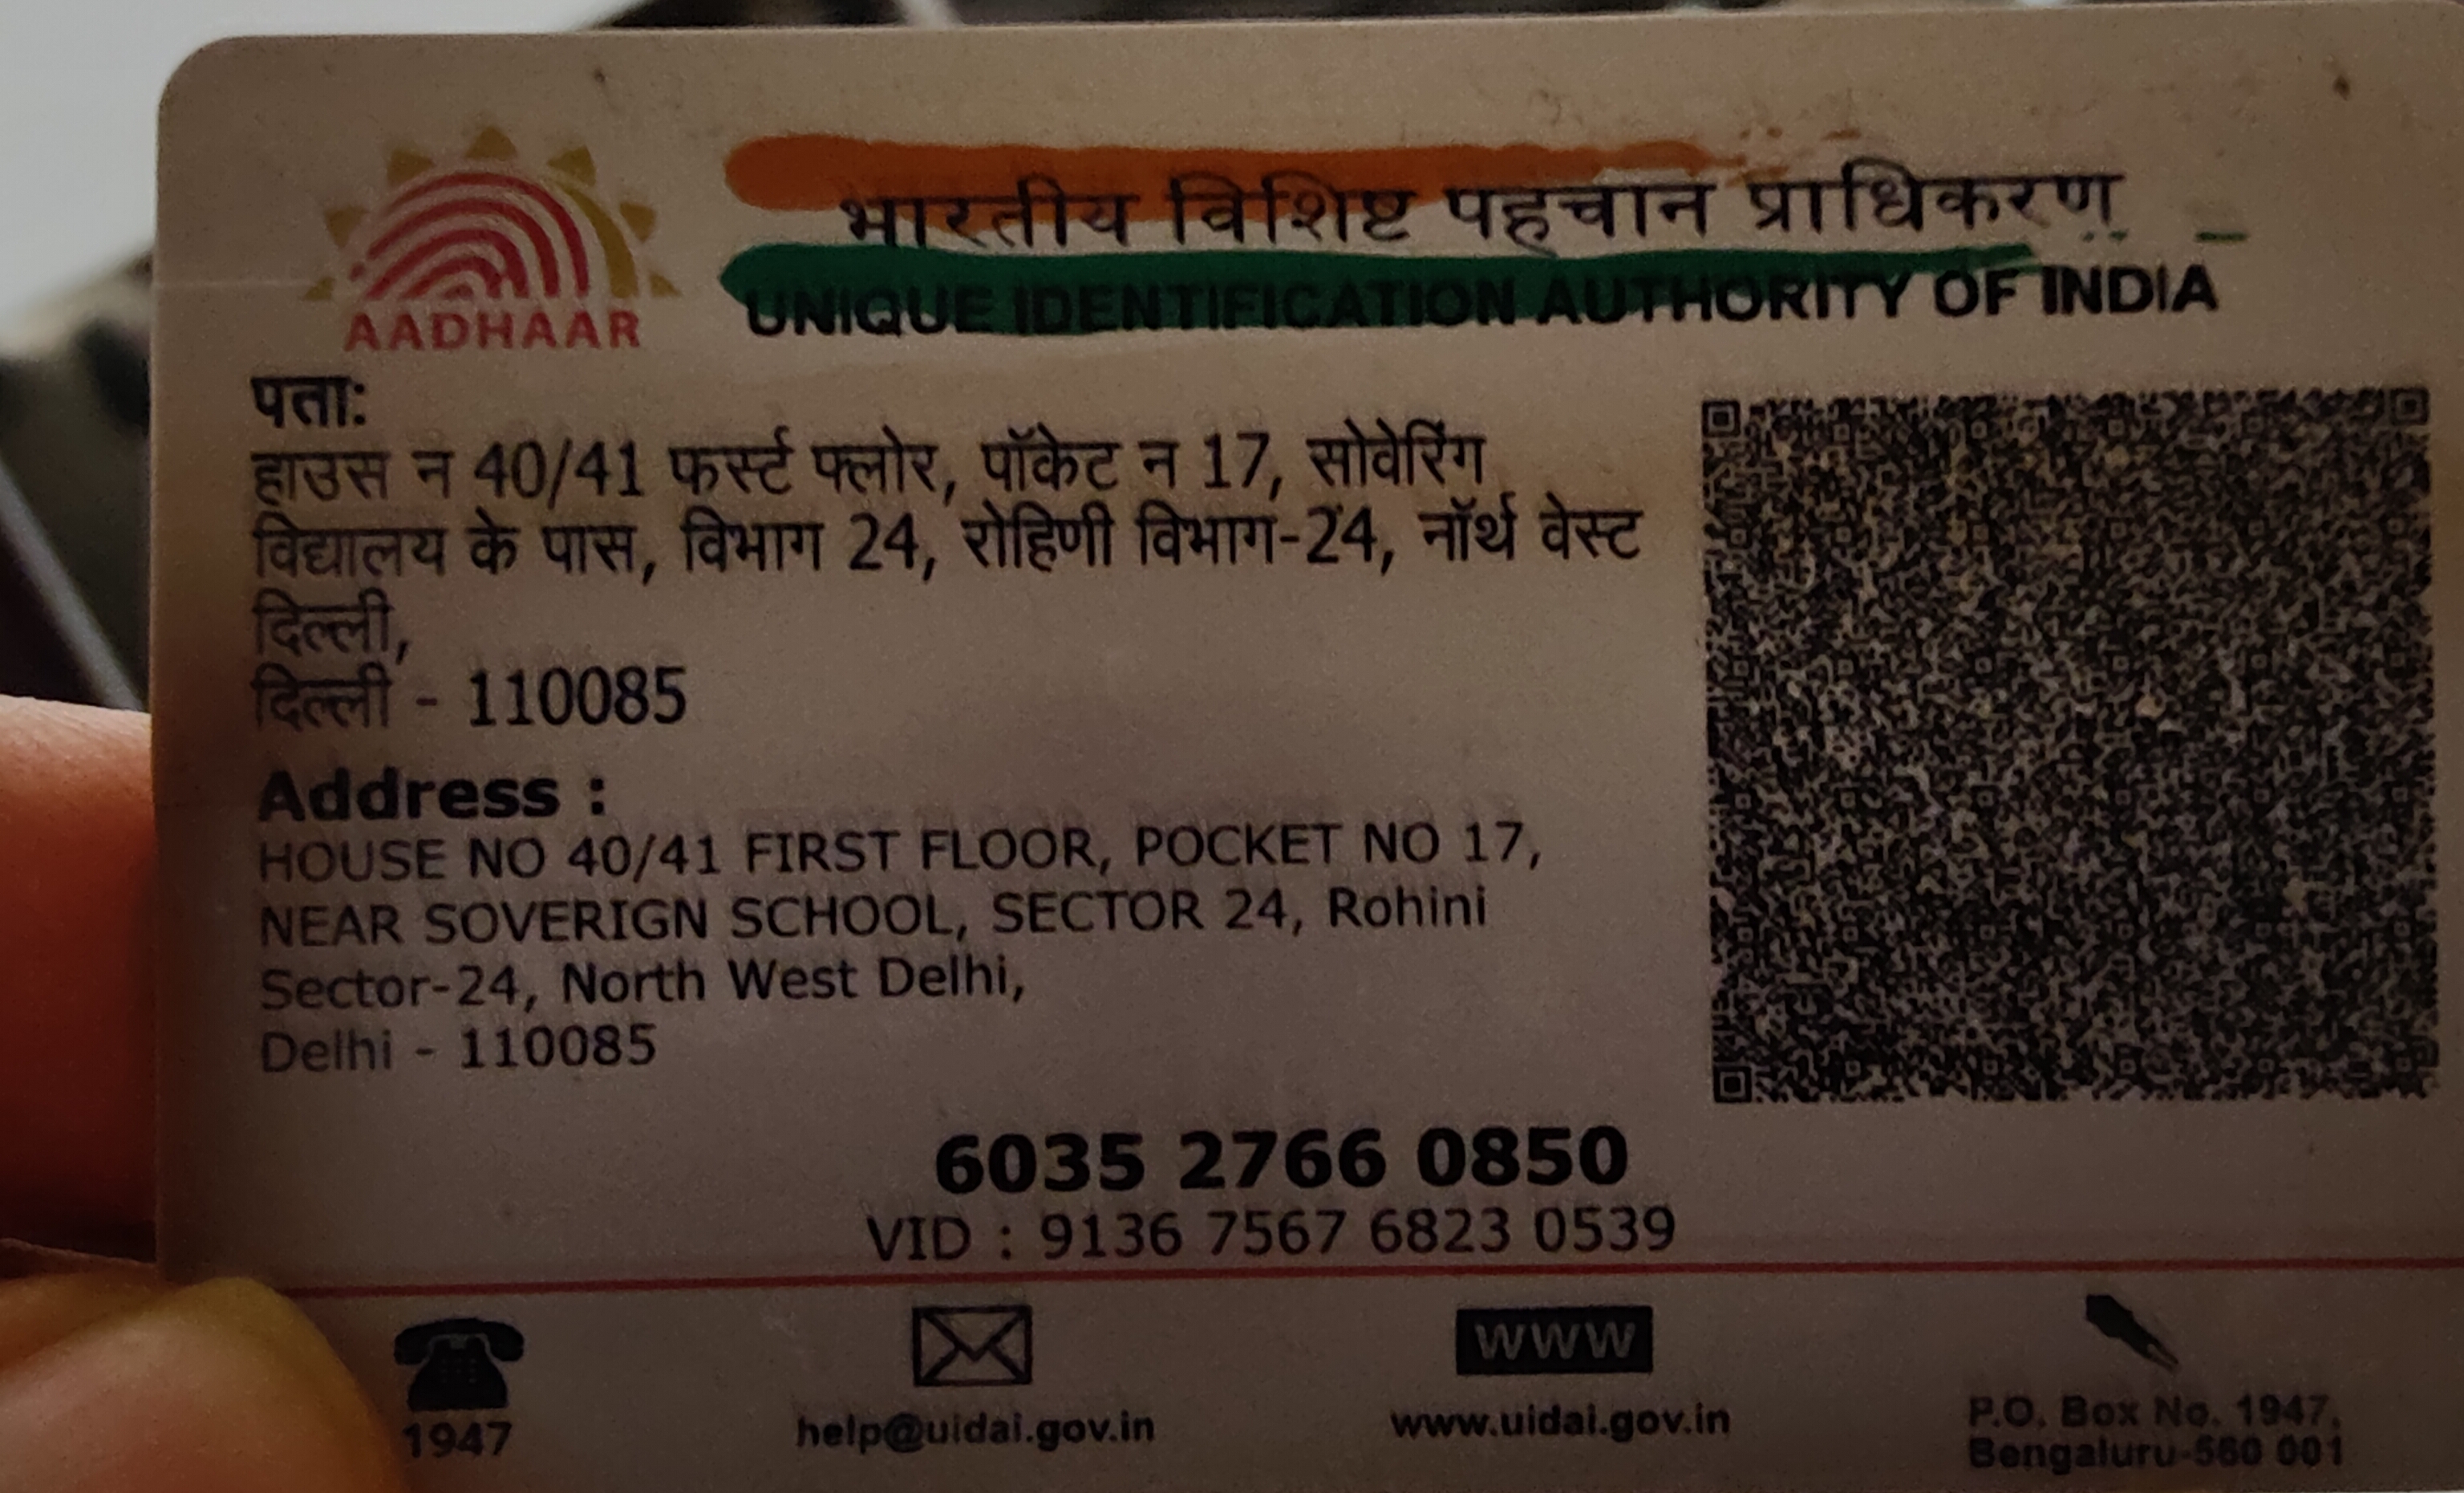 भारतीय विशिष्ट पहचान प्राधिकरण
UNIQUE IDENTIFICATION AUTHORITY OF INDIA
AADHAAR
पता:
हाउस न 40/41 फर्स्ट फ्लोर, पॉकेट न 17, सोवेरिंग
विद्यालय के पास, विभाग 24, रोहिणी विभाग-24, नॉर्थ वेस्ट
दिल्ली,
दिल्ली - 110085
Address :
HOUSE NO 40/41 FIRST FLOOR, POCKET NO 17,
NEAR SOVERIGN SCHOOL, SECTOR 24, Rohini
Sector-24, North West Delhi,
Delhi - 110085
6035 2766 0850
VID : 9136 7567 6823 0539
WWW
1947
help@uidai.gov.in
www.uidai.gov.in
P.O. Box No. 1947,
Bengaluru-560 001